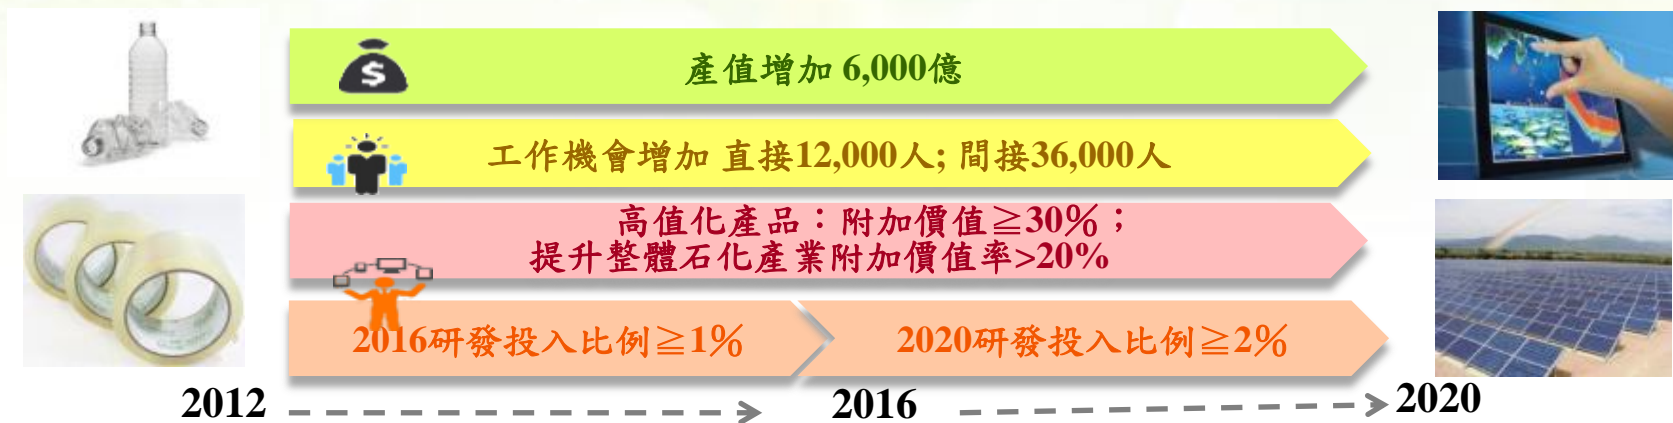 產值增加 6,000億
工作機會增加 直接12,000人; 間接36,000人
高值化產品：附加價值≧30%；
提升整體石化產業附加價值率>20%
2016研發投入比例≧1%
2020研發投入比例≧2%
2012
2016
2020